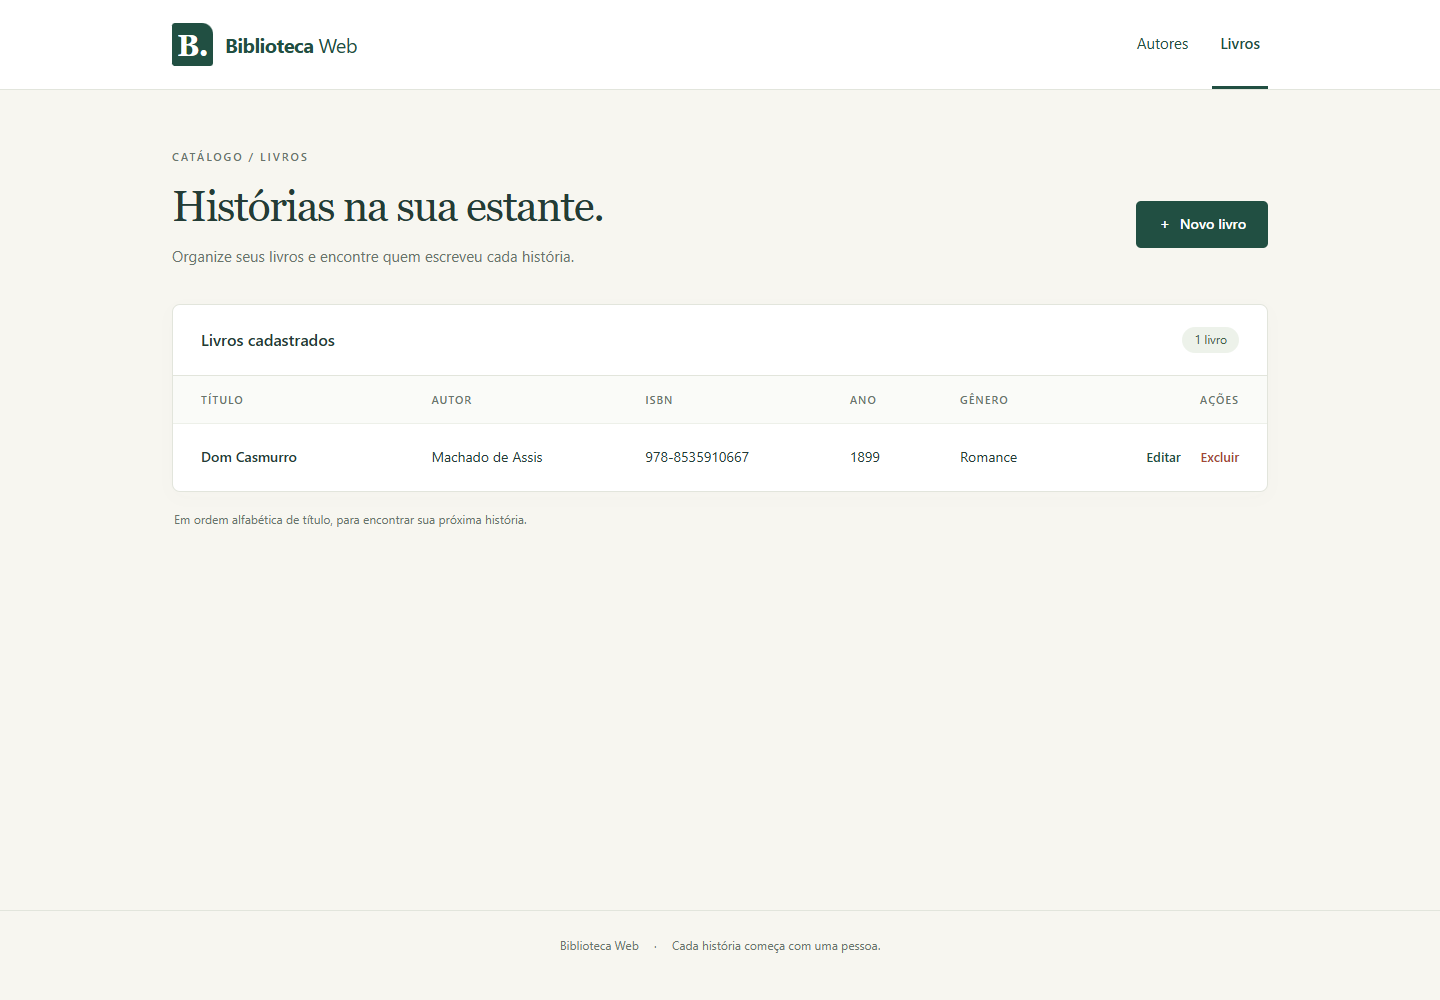 B. Biblioteca Web Autores Livros
CATÁLOGO / LIVROS
Histórias na sua estante.
+ Novo livro
Organize seus livros e encontre quem escreveu cada história.
Livros cadastrados 1 livro
TÍTULO AUTOR ISBN ANO GÊNERO AÇÕES
Dom Casmurro Machado de Assis 978-8535910667 1899 Romance Editar Excluir
Em ordem alfabética de título, para encontrar sua próxima história.
Biblioteca Web · Cada história começa com uma pessoa.